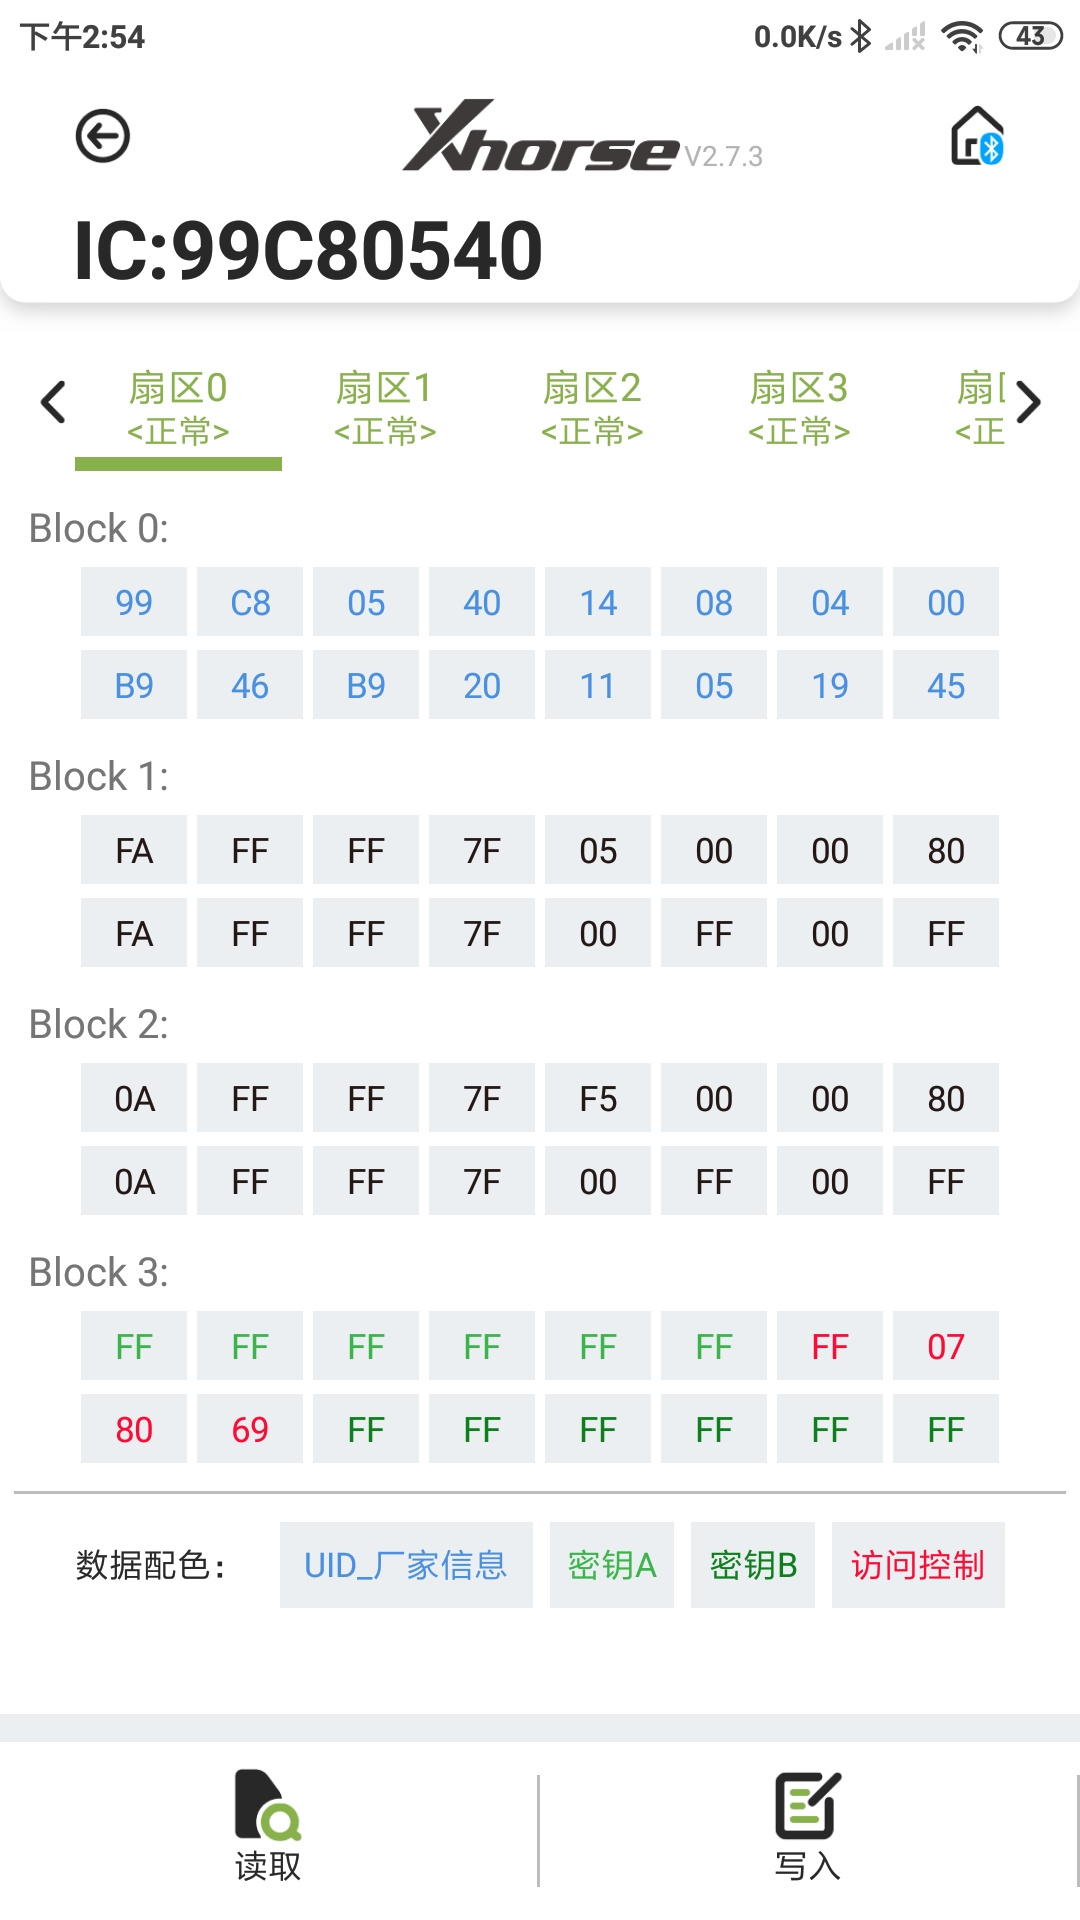 下午2:54 0.0K/s 43
Xhorse V2.7.3
IC:99C80540
扇区0 扇区1 扇区2 扇区3 扇
<正常> <正常> <正常> <正常> <正
Block 0:
99 C8 05 40 14 08 04 00
B9 46 B9 20 11 05 19 45
Block 1:
FA FF FF 7F 05 00 00 80
FA FF FF 7F 00 FF 00 FF
Block 2:
0A FF FF 7F F5 00 00 80
0A FF FF 7F 00 FF 00 FF
Block 3:
FF FF FF FF FF FF FF 07
80 69 FF FF FF FF FF FF
数据配色： UID_厂家信息 密钥A 密钥B 访问控制
读取 写入